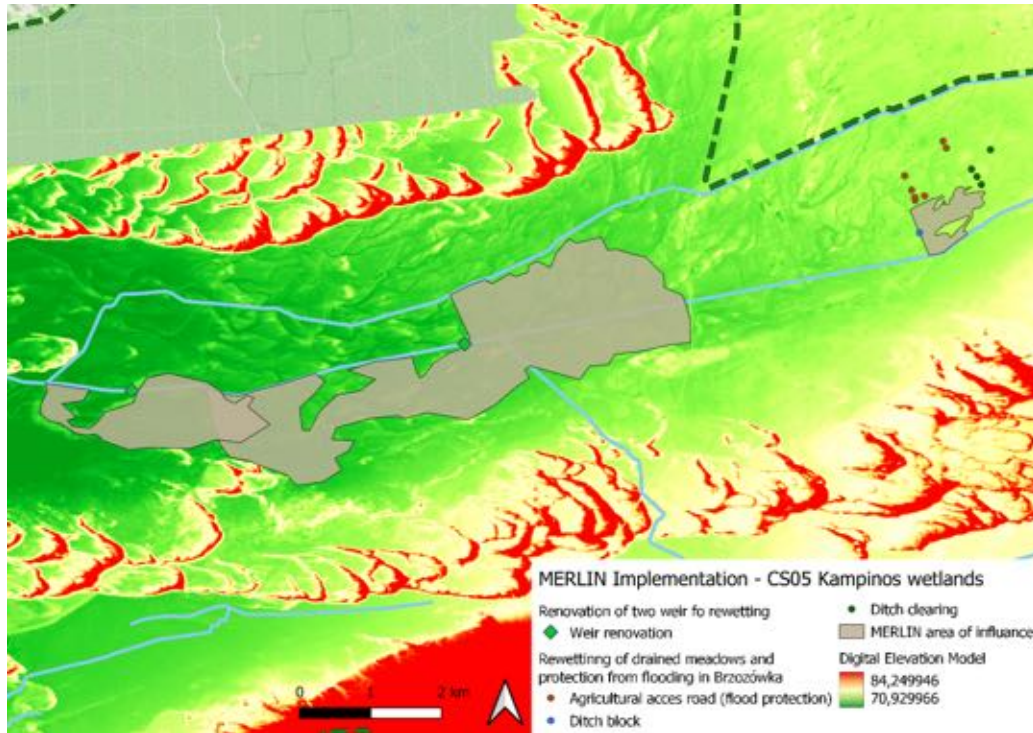 MERLIN Implementation - CS05 Kampinos wetlands
Renovation of two weir fo rewetting
Weir renovation
Rewettinng of drained meadows and
protection from flooding in Brzozówka
Agricultural acces road (flood protection)
Ditch block
Ditch clearing
MERLIN area of influence
Digital Elevation Model
84,249946
70,929966
0 1 2 km